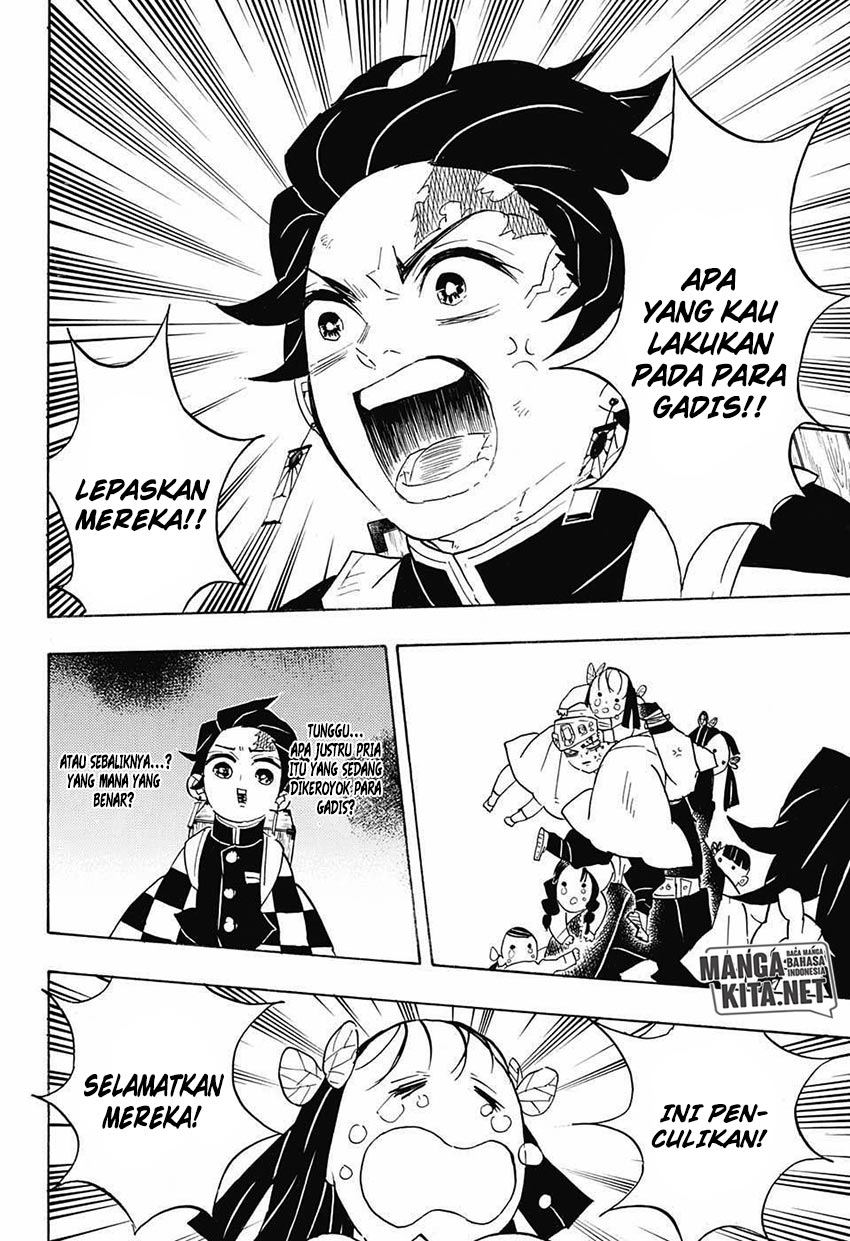 APA
YANG KAU
LAKUKAN
PADA PARA
GADIS!!
LEPASKAN
MEREKA!!
TUNGGU...
APA JUSTRU PRIA
ITU YANG SEDANG
DIKEROYOK PARA
GADIS?
ATAU SEBALIKNYA...?
YANG MANA YANG
BENAR?
MANGA
KITA.NET
BACA MANGA
BAHASA
INDONESIA
INI PEN-
CULIKAN!
SELAMATKAN
MEREKA!